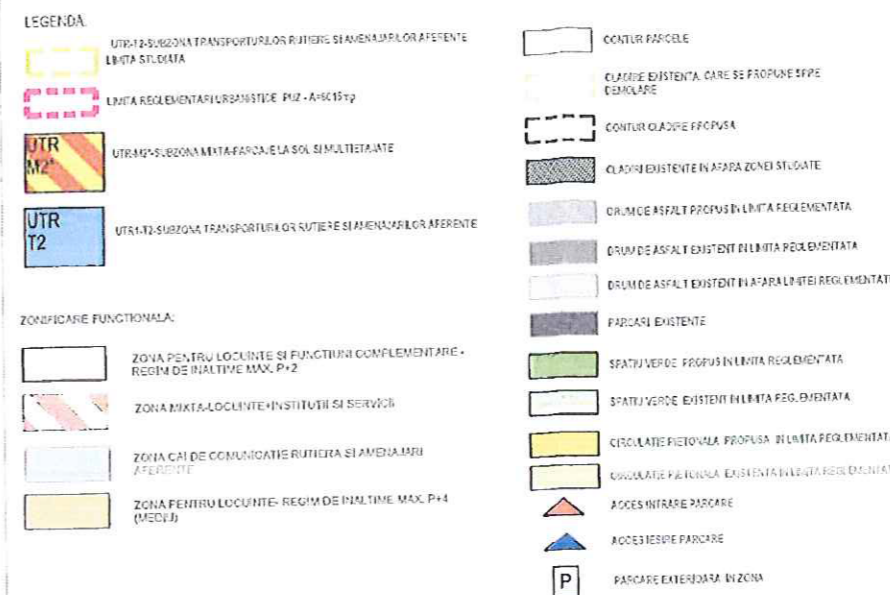 LEGENDA:
UTR-T2-SUBZONA TRANSPORTURILOR RUTIERE SI AMENAJARILOR AFERENTE
LIMITA STUDIATA
LIMITA REGLEMENTARI URBANISTICE PUZ - A=6015mp
UTR
M2*
UTR-M2*-SUBZONA MIXTA-PARCAJE LA SOL SI MULTIETAJATE
UTR
T2
UTR1-T2-SUBZONA TRANSPORTURILOR RUTIERE SI AMENAJARILOR AFERENTE
ZONIFICARE FUNCTIONALA:
ZONA PENTRU LOCUINTE SI FUNCTIUNI COMPLEMENTARE -
REGIM DE INALTIME MAX. P+2
ZONA MIXTA-LOCUINTE+INSTITUTII SI SERVICII
ZONA CAI DE COMUNICATIE RUTIERA SI AMENAJARI
AFERENTE
ZONA PENTRU LOCUINTE- REGIM DE INALTIME MAX. P+4
(MEDIU)
CONTUR PARCELE
CLADIRE EXISTENTA, CARE SE PROPUNE SPRE
DEMOLARE
CONTUR CLADIRE PROPUSA
CLADIRI EXISTENTE IN AFARA ZONEI STUDIATE
DRUM DE ASFALT PROPUS IN LIMITA REGLEMENTATA
DRUM DE ASFALT EXISTENT IN LIMITA REGLEMENTATA
DRUM DE ASFALT EXISTENT IN AFARA LIMITEI REGLEMENTATE
PARCARI EXISTENTE
SPATIU VERDE PROPUS IN LIMITA REGLEMENTATA
SPATIU VERDE EXISTENT IN LIMITA REGLEMENTATA
CIRCULATIE PIETONALA PROPUSA IN LIMITA REGLEMENTATA
CIRCULATIE PIETONALA EXISTENTA IN LIMITA REGLEMENTATA
ACCES INTRARE PARCARE
ACCES IESIRE PARCARE
P
PARCARE EXTERIOARA IN ZONA